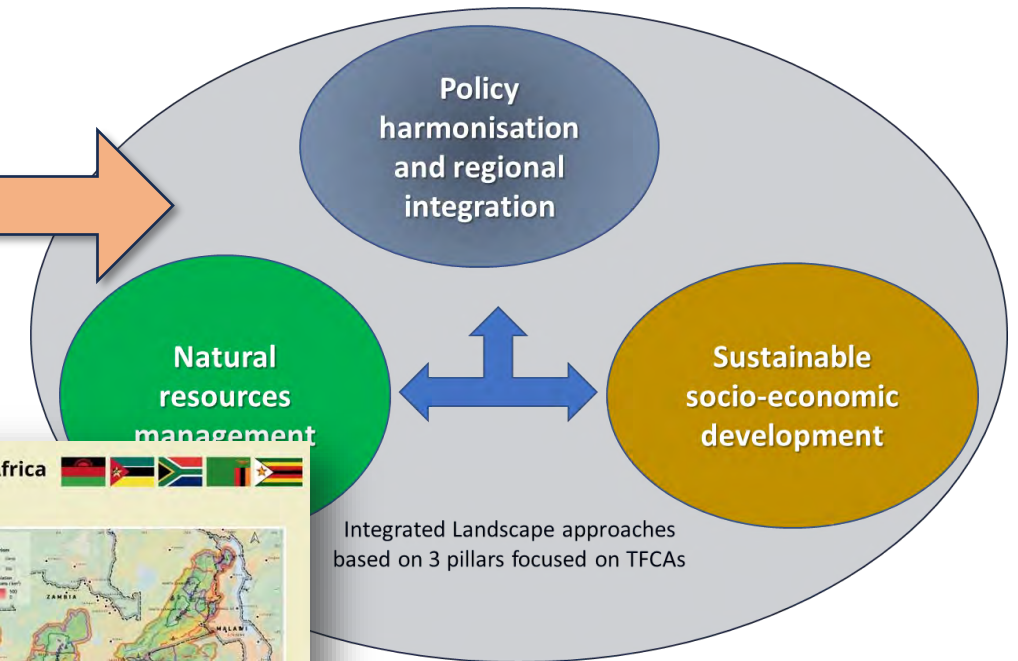 Policy
harmonisation
and regional
integration
Natural
resources
management
Sustainable
socio-economic
development
frica
Integrated Landscape approaches
based on 3 pillars focused on TFCAs
ZAMBIA
MALAWI